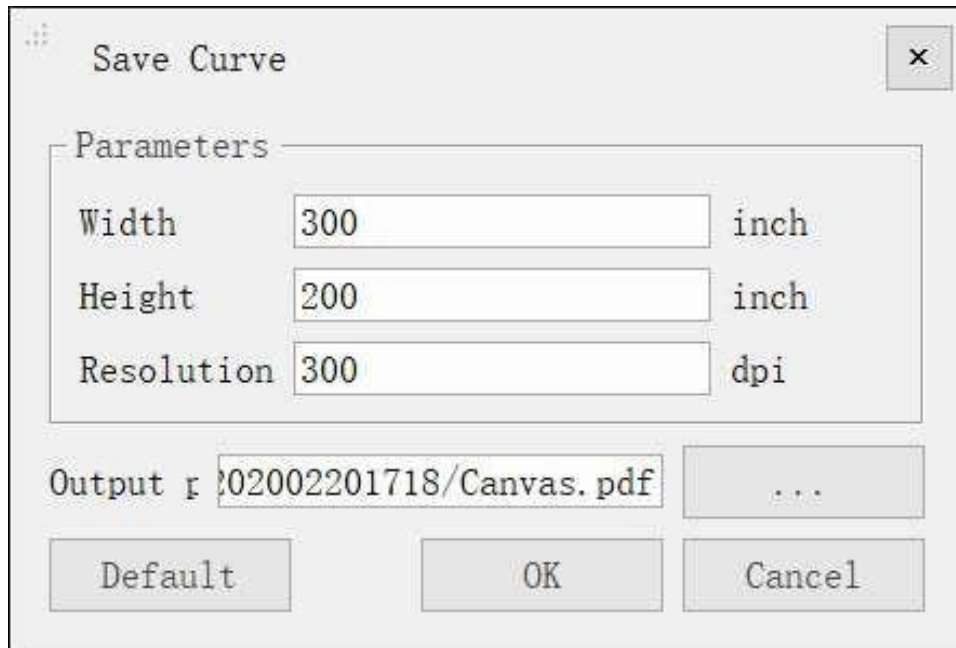 Save Curve
×
Parameters
Width 300 inch
Height 200 inch
Resolution 300 dpi
Output 202002201718/Canvas.pdf ...
Default OK Cancel